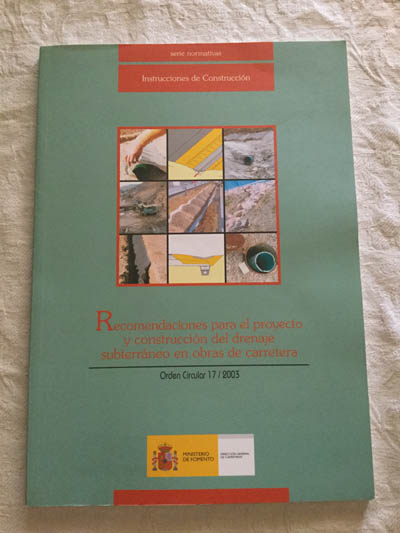 serie normativas
Instrucciones de Construcción
Recomendaciones para el proyecto
y construcción del drenaje
subterráneo en obras de carretera
Orden Circular 17 / 2003
MINISTERIO
DE FOMENTO
DIRECCIÓN GENERAL
DE CARRETERAS